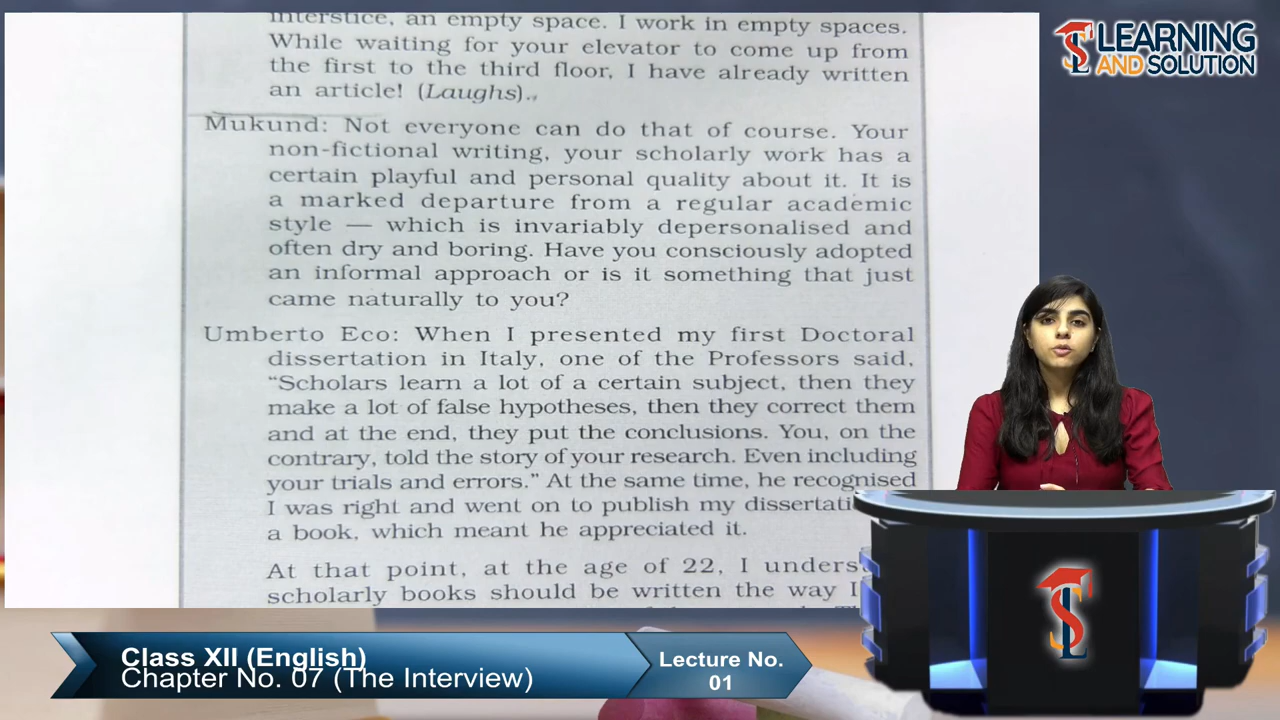 interstice, an empty space. I work in empty spaces.
While waiting for your elevator to come up from
the first to the third floor, I have already written
an article! (Laughs).,
Mukund: Not everyone can do that of course. Your
non-fictional writing, your scholarly work has a
certain playful and personal quality about it. It is
a marked departure from a regular academic
style — which is invariably depersonalised and
often dry and boring. Have you consciously adopted
an informal approach or is it something that just
came naturally to you?
Umberto Eco: When I presented my first Doctoral
dissertation in Italy, one of the Professors said,
“Scholars learn a lot of a certain subject, then they
make a lot of false hypotheses, then they correct them
and at the end, they put the conclusions. You, on the
contrary, told the story of your research. Even including
your trials and errors.” At the same time, he recognised
I was right and went on to publish my
a book, which meant he appreciated it.
At that point, at the age of 22, I
scholarly books should be written the way I
LEARNING
AND SOLUTION
Class XII (English)
Chapter No. 07 (The Interview)
Lecture No.
01